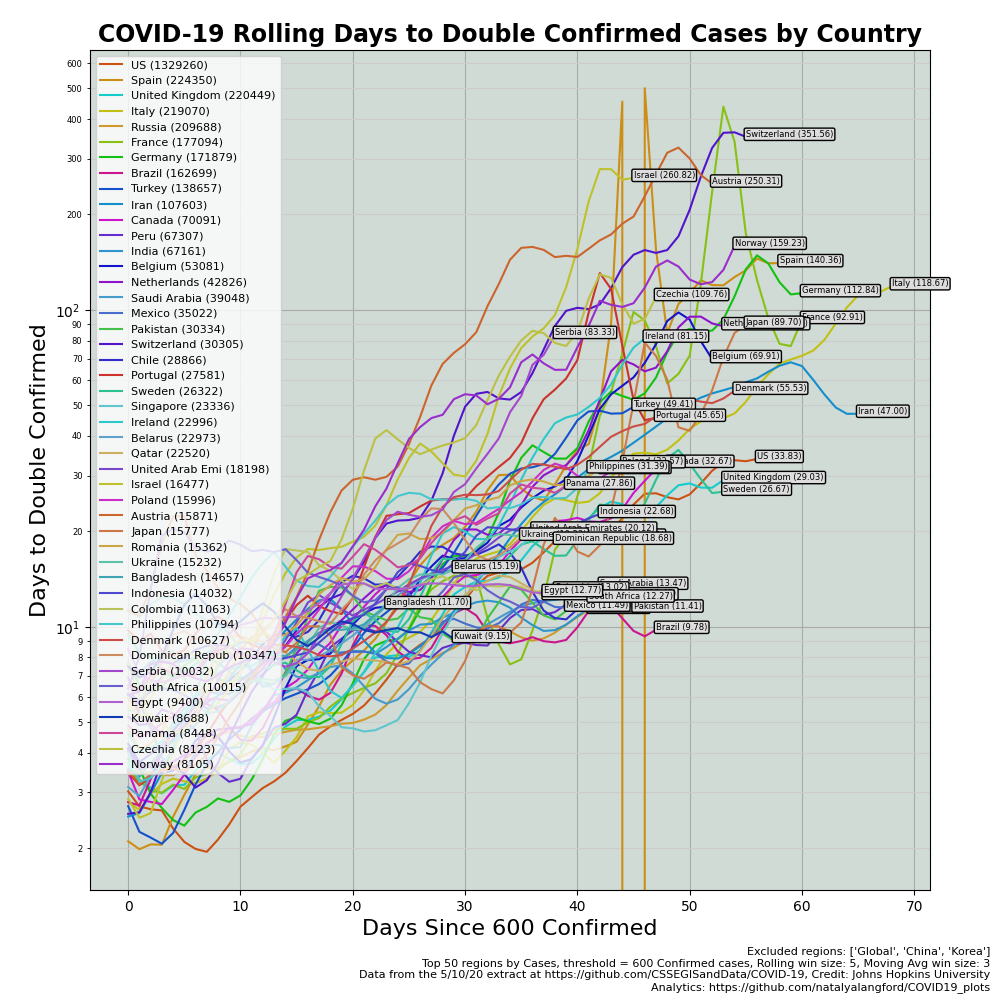 COVID-19 Rolling Days to Double Confirmed Cases by Country
Days to Double Confirmed
600
500
400
300
200
10²
90
80
70
60
50
40
30
20
10¹
9
8
7
6
5
4
3
2
US (1329260)
Spain (224350)
United Kingdom (220449)
Italy (219070)
Russia (209688)
France (177094)
Germany (171879)
Brazil (162699)
Turkey (138657)
Iran (107603)
Canada (70091)
Peru (67307)
India (67161)
Belgium (53081)
Netherlands (42826)
Saudi Arabia (39048)
Mexico (35022)
Pakistan (30334)
Switzerland (30305)
Chile (28866)
Portugal (27581)
Sweden (26322)
Singapore (23336)
Ireland (22996)
Belarus (22973)
Qatar (22520)
United Arab Emi (18198)
Israel (16477)
Poland (15996)
Austria (15871)
Japan (15777)
Romania (15362)
Ukraine (15232)
Bangladesh (14657)
Indonesia (14032)
Colombia (11063)
Philippines (10794)
Denmark (10627)
Dominican Repub (10347)
Serbia (10032)
South Africa (10015)
Egypt (9400)
Kuwait (8688)
Panama (8448)
Czechia (8123)
Norway (8105)
Switzerland (351.56)
Israel (260.82)
Austria (250.31)
Norway (159.23)
Spain (140.36)
Italy (118.67)
Germany (112.84)
Czechia (109.76)
France (92.91)
Neth
Japan (89.70)
Serbia (83.33)
Ireland (81.15)
Belgium (69.91)
Denmark (55.53)
Turkey (49.41)
Iran (47.00)
Portugal (45.65)
US (33.83)
(32.67)
Philippines (31.39)
United Kingdom (29.03)
Panama (27.86)
Sweden (26.67)
Indonesia (22.68)
United Arab Emirates (20.12)
Ukraine
Dominican Republic (18.68)
Belarus (15.19)
Arabia (13.47)
Egypt (12.77)
Africa (12.27)
Bangladesh (11.70)
Mexico (11.49)
Pakistan (11.41)
Brazil (9.78)
Kuwait (9.15)
0 10 20 30 40 50 60 70
Days Since 600 Confirmed
Excluded regions: ['Global', 'China', 'Korea']
Top 50 regions by Cases, threshold = 600 Confirmed cases, Rolling win size: 5, Moving Avg win size: 3
Data from the 5/10/20 extract at https://github.com/CSSEGISandData/COVID-19, Credit: Johns Hopkins University
Analytics: https://github.com/natalyalangford/COVID19_plots